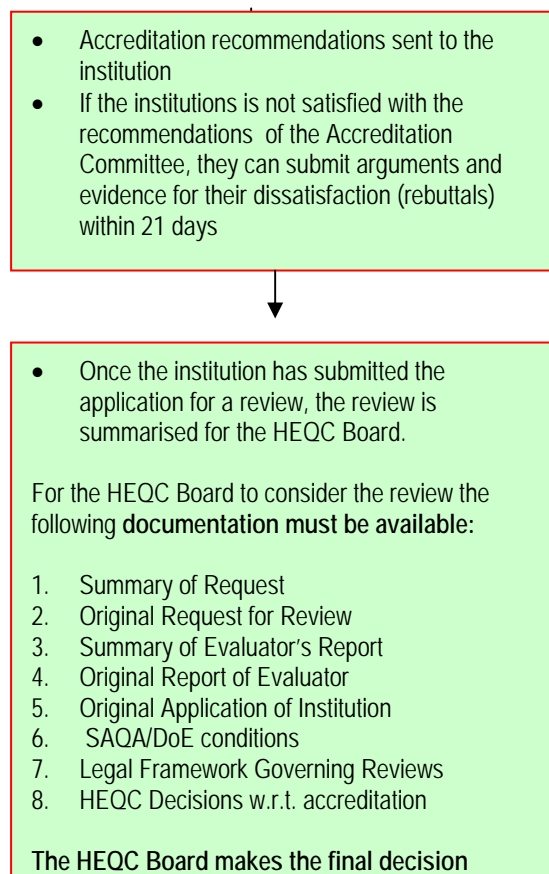 • Accreditation recommendations sent to the
institution
• If the institutions is not satisfied with the
recommendations of the Accreditation
Committee, they can submit arguments and
evidence for their dissatisfaction (rebuttals)
within 21 days
• Once the institution has submitted the
application for a review, the review is
summarised for the HEQC Board.
For the HEQC Board to consider the review the
following documentation must be available:
1. Summary of Request
2. Original Request for Review
3. Summary of Evaluator's Report
4. Original Report of Evaluator
5. Original Application of Institution
6. SAQA/DoE conditions
7. Legal Framework Governing Reviews
8. HEQC Decisions w.r.t. accreditation
The HEQC Board makes the final decision